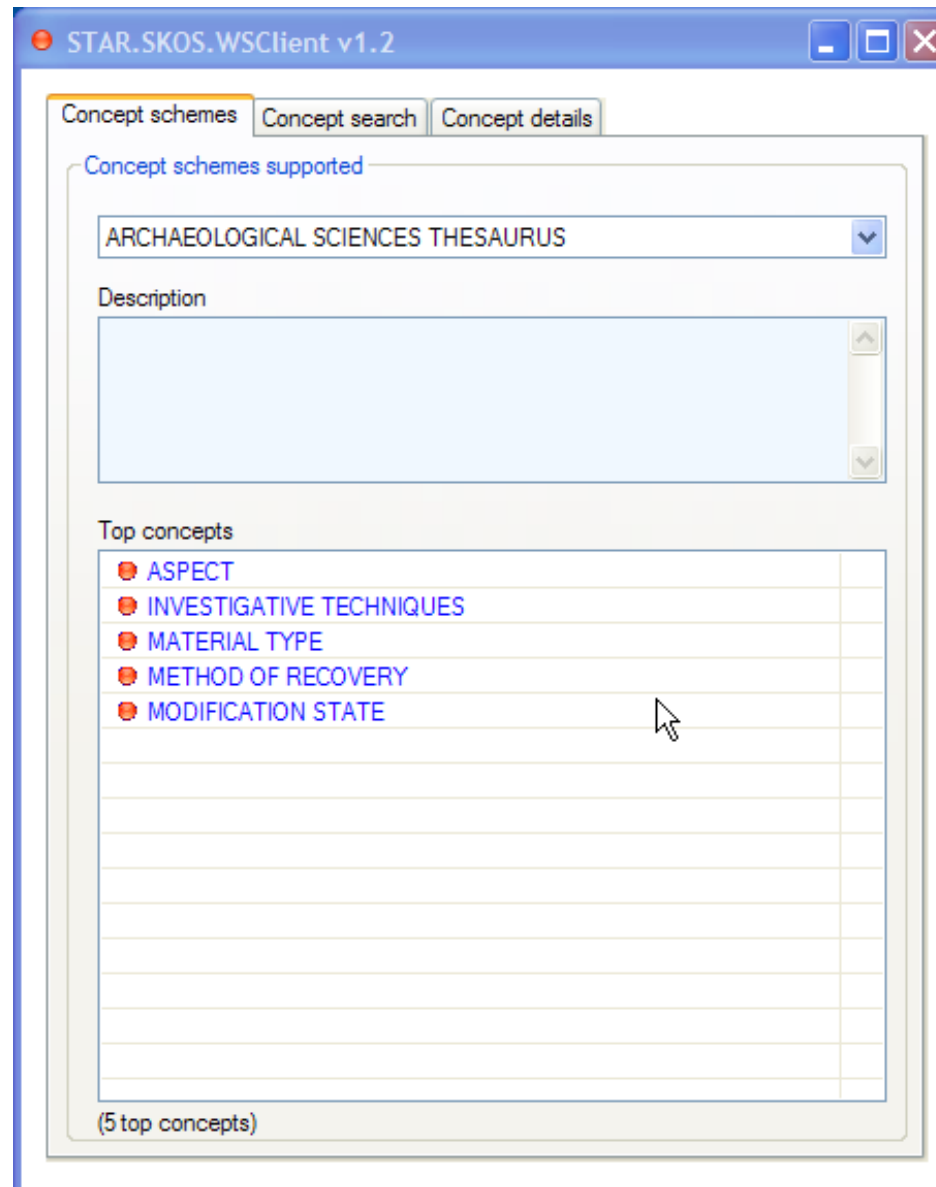 STAR.SKOS.WSClient v1.2
Concept schemes Concept search Concept details
Concept schemes supported
ARCHAEOLOGICAL SCIENCES THESAURUS
Description
Top concepts
ASPECT
INVESTIGATIVE TECHNIQUES
MATERIAL TYPE
METHOD OF RECOVERY
MODIFICATION STATE
(5 top concepts)